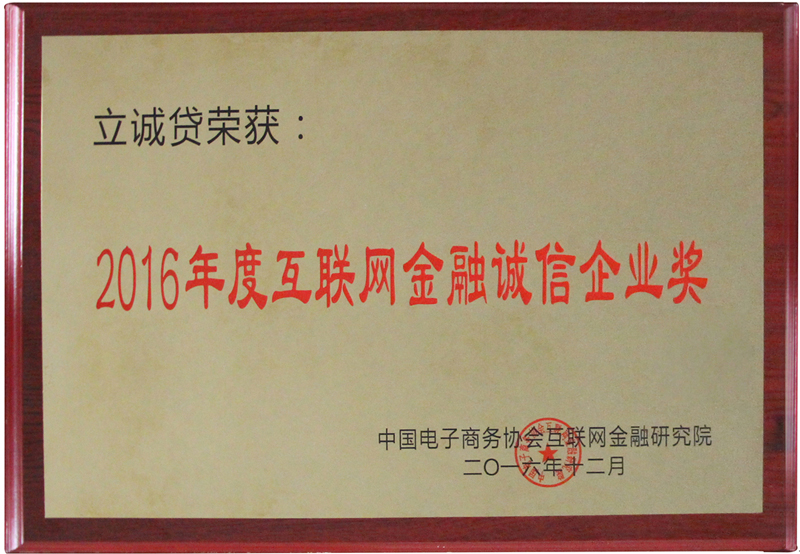 立诚贷荣获：
2016年度互联网金融诚信企业奖
中国电子商务协会互联网金融研究院
二〇一六年十二月